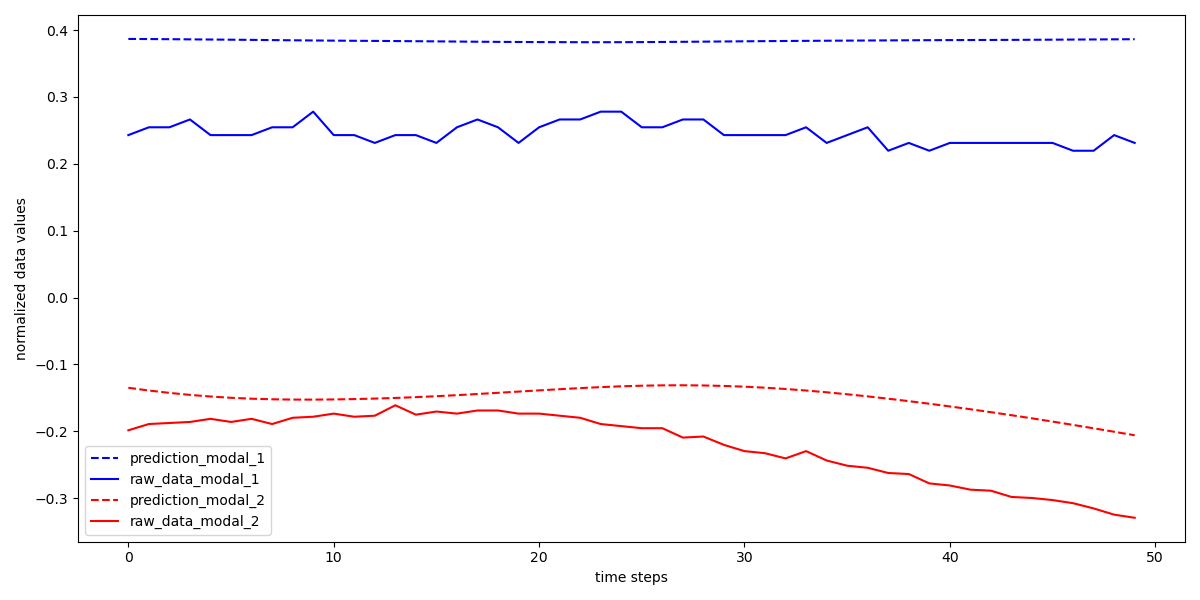 0.4
0.3
0.2
0.1
0.0
−0.1
−0.2
−0.3
normalized data values
prediction_modal_1
raw_data_modal_1
prediction_modal_2
raw_data_modal_2
0 10 20 30 40 50
time steps